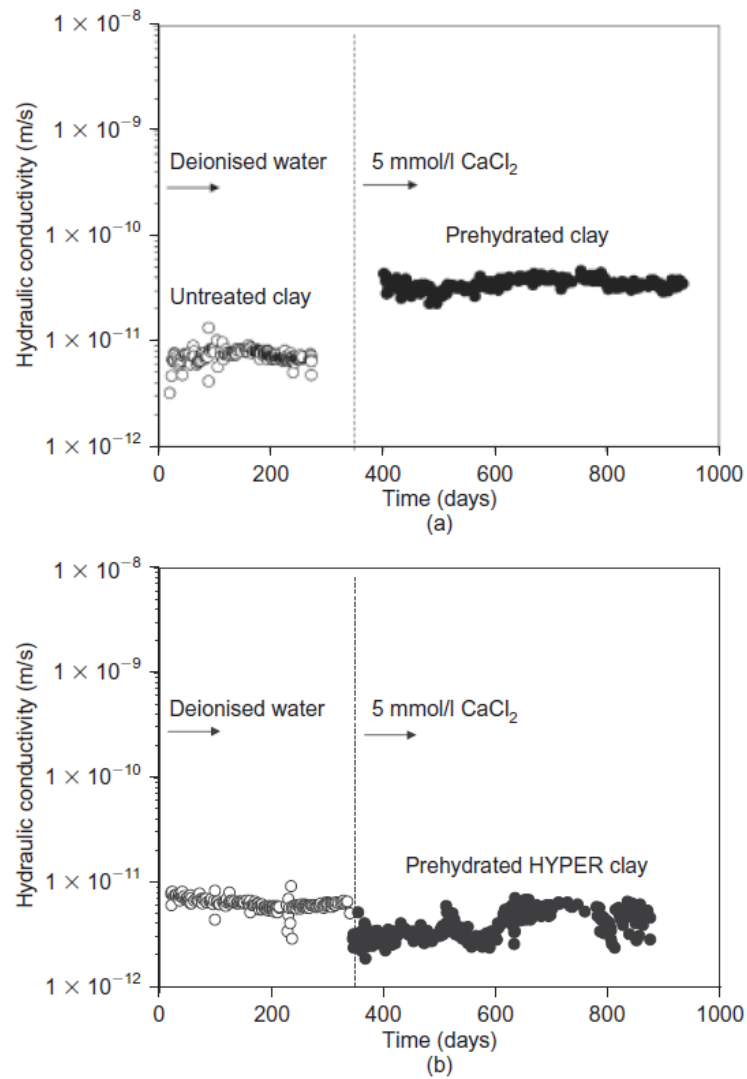 1 × 10⁻⁸
1 × 10⁻⁹
1 × 10⁻¹⁰
1 × 10⁻¹¹
1 × 10⁻¹²
Hydraulic conductivity (m/s)
Deionised water
5 mmol/l CaCl₂
Untreated clay
Prehydrated clay
0 200 400 600 800 1000
Time (days)
(a)
1 × 10⁻⁸
1 × 10⁻⁹
1 × 10⁻¹⁰
1 × 10⁻¹¹
1 × 10⁻¹²
Hydraulic conductivity (m/s)
Deionised water
5 mmol/l CaCl₂
Prehydrated HYPER clay
0 200 400 600 800 1000
Time (days)
(b)